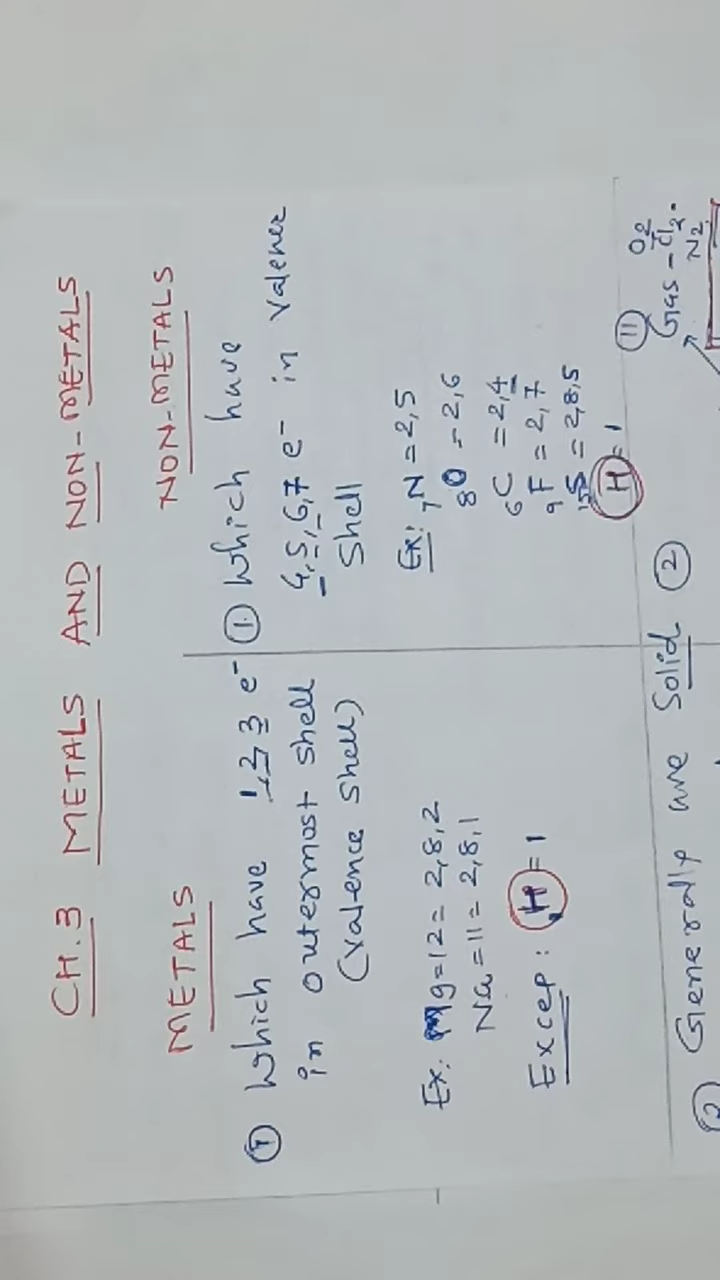 CH.3 METALS AND NON-METALS
METALS
① Which have 1,2,3 e⁻
in outermost shell
(Valence shell)
Ex. Mg=12= 2,8,2
Na=11= 2,8,1
Excep: H = 1
② Generally are Solid
NON-METALS
① Which have
4,5,6,7 e⁻ in valence
Shell
Ex: ₇N = 2,5
₈O - 2,6
₆C = 2,4
₉F = 2,7
₁₅S = 2,8,5
H = 1
②
⑪ O₂
Gas - Cl₂.
N₂